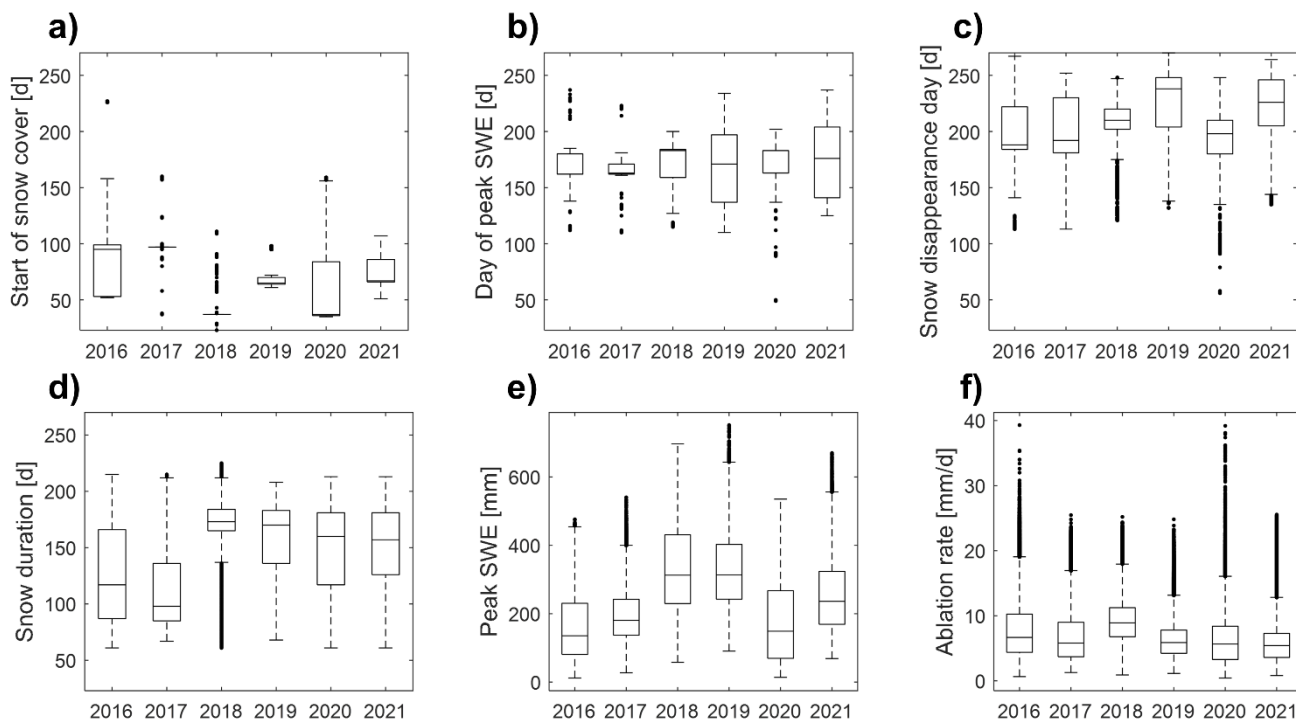 a)
Start of snow cover [d]
250
200
150
100
50
2016 2017 2018 2019 2020 2021
b)
Day of peak SWE [d]
250
200
150
100
50
2016 2017 2018 2019 2020 2021
c)
Snow disappearance day [d]
250
200
150
100
50
2016 2017 2018 2019 2020 2021
d)
Snow duration [d]
250
200
150
100
50
2016 2017 2018 2019 2020 2021
e)
Peak SWE [mm]
600
400
200
0
2016 2017 2018 2019 2020 2021
f)
Ablation rate [mm/d]
40
30
20
10
0
2016 2017 2018 2019 2020 2021